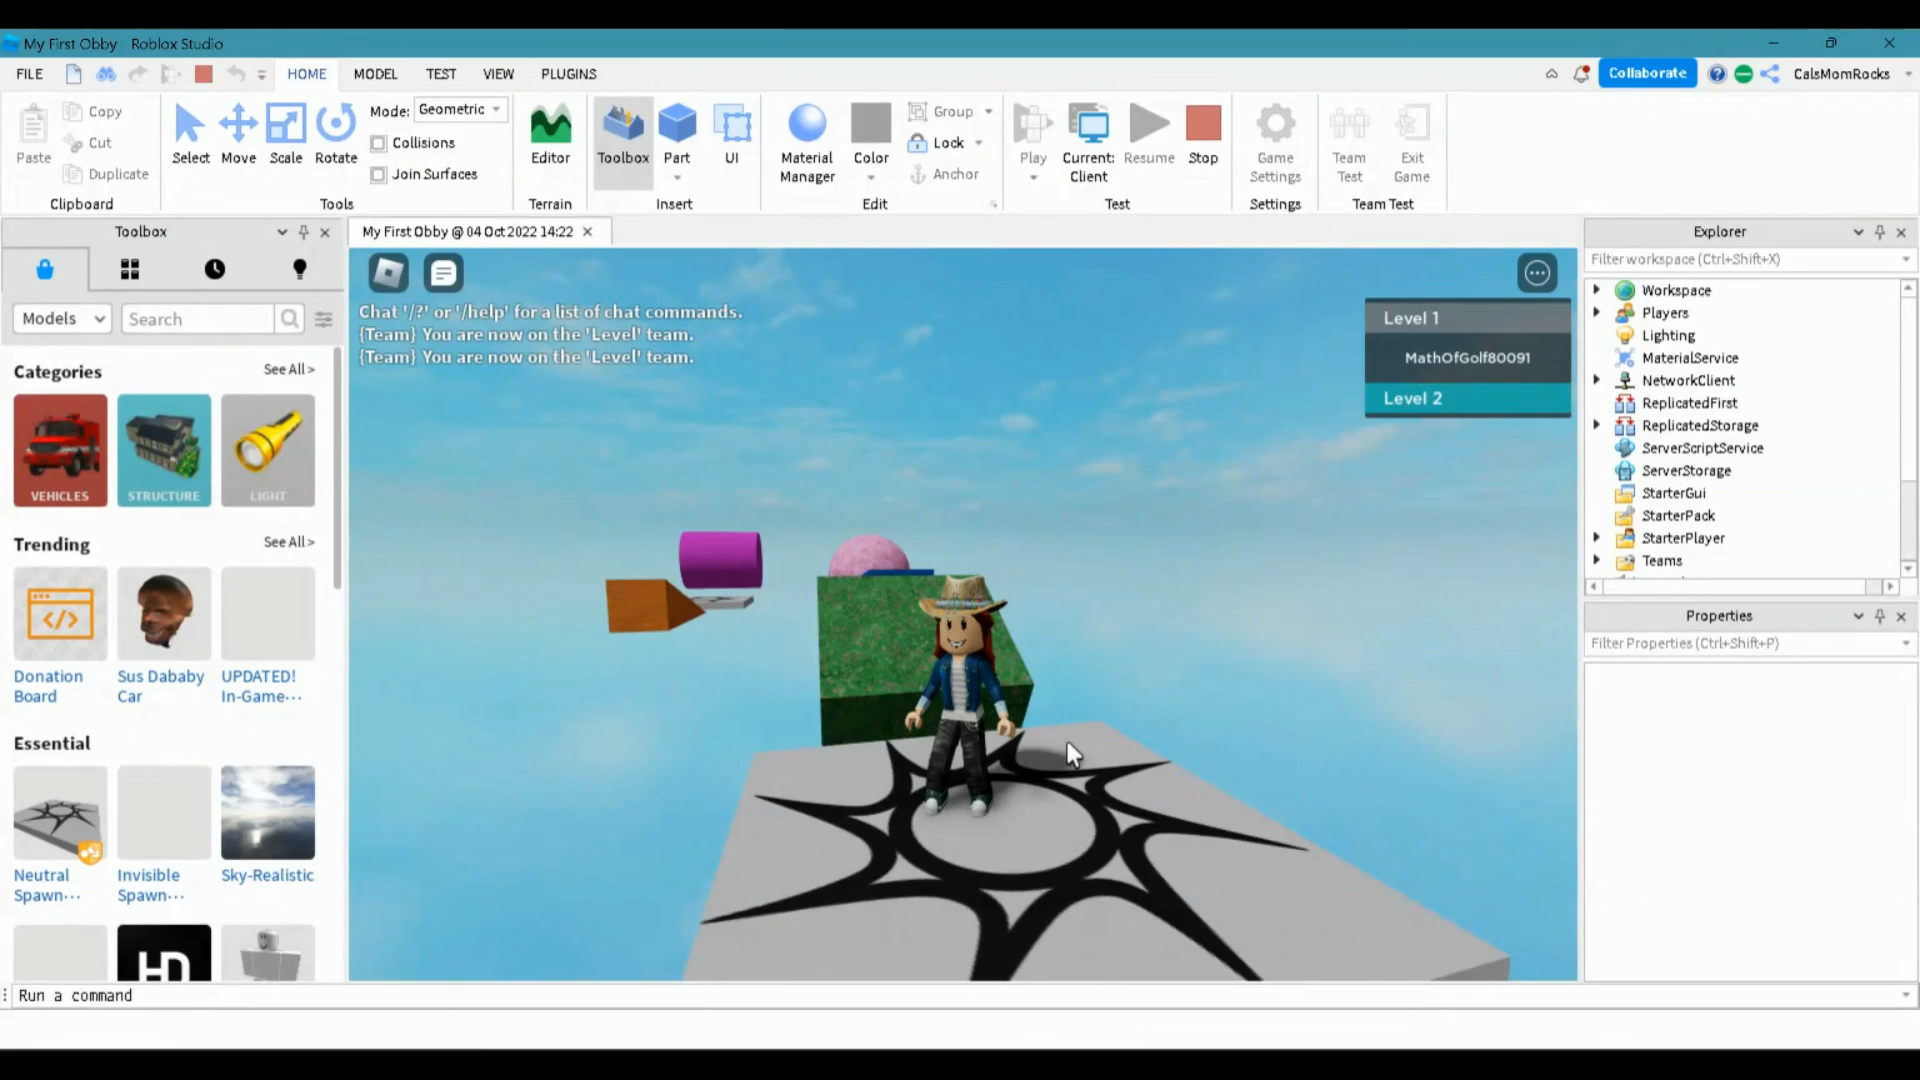 My First Obby   Roblox Studio
FILE
HOME
MODEL
TEST
VIEW
PLUGINS
Collaborate
CalsMomRocks
Paste
Copy
Cut
Duplicate
Clipboard
Select
Move
Scale
Rotate
Mode: Geometric
Collisions
Join Surfaces
Tools
Editor
Terrain
Toolbox
Part
UI
Insert
Material
Manager
Color
Group
Lock
Anchor
Edit
Play
Current:
Client
Resume
Stop
Test
Game
Settings
Settings
Team
Test
Exit
Game
Team Test
Toolbox
Models
Search
Categories
See All >
VEHICLES
STRUCTURE
LIGHT
Trending
See All >
Donation
Board
Sus Dababy
Car
UPDATED!
In-Game···
Essential
Neutral
Spawn···
Invisible
Spawn···
Sky-Realistic
HD
My First Obby @ 04 Oct 2022 14:22
Chat '/?' or '/help' for a list of chat commands.
{Team} You are now on the 'Level' team.
{Team} You are now on the 'Level' team.
Level 1
MathOfGolf80091
Level 2
Explorer
Filter workspace (Ctrl+Shift+X)
Workspace
Players
Lighting
MaterialService
NetworkClient
ReplicatedFirst
ReplicatedStorage
ServerScriptService
ServerStorage
StarterGui
StarterPack
StarterPlayer
Teams
Properties
Filter Properties (Ctrl+Shift+P)
Run a command